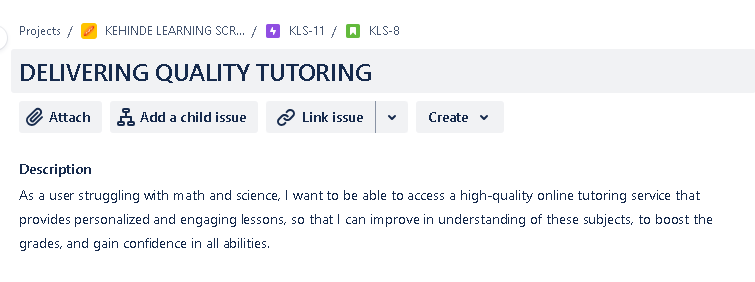 Projects / KEHINDE LEARNING SCR... / KLS-11 / KLS-8
DELIVERING QUALITY TUTORING
Attach Add a child issue Link issue Create
Description
As a user struggling with math and science, I want to be able to access a high-quality online tutoring service that
provides personalized and engaging lessons, so that I can improve in understanding of these subjects, to boost the
grades, and gain confidence in all abilities.